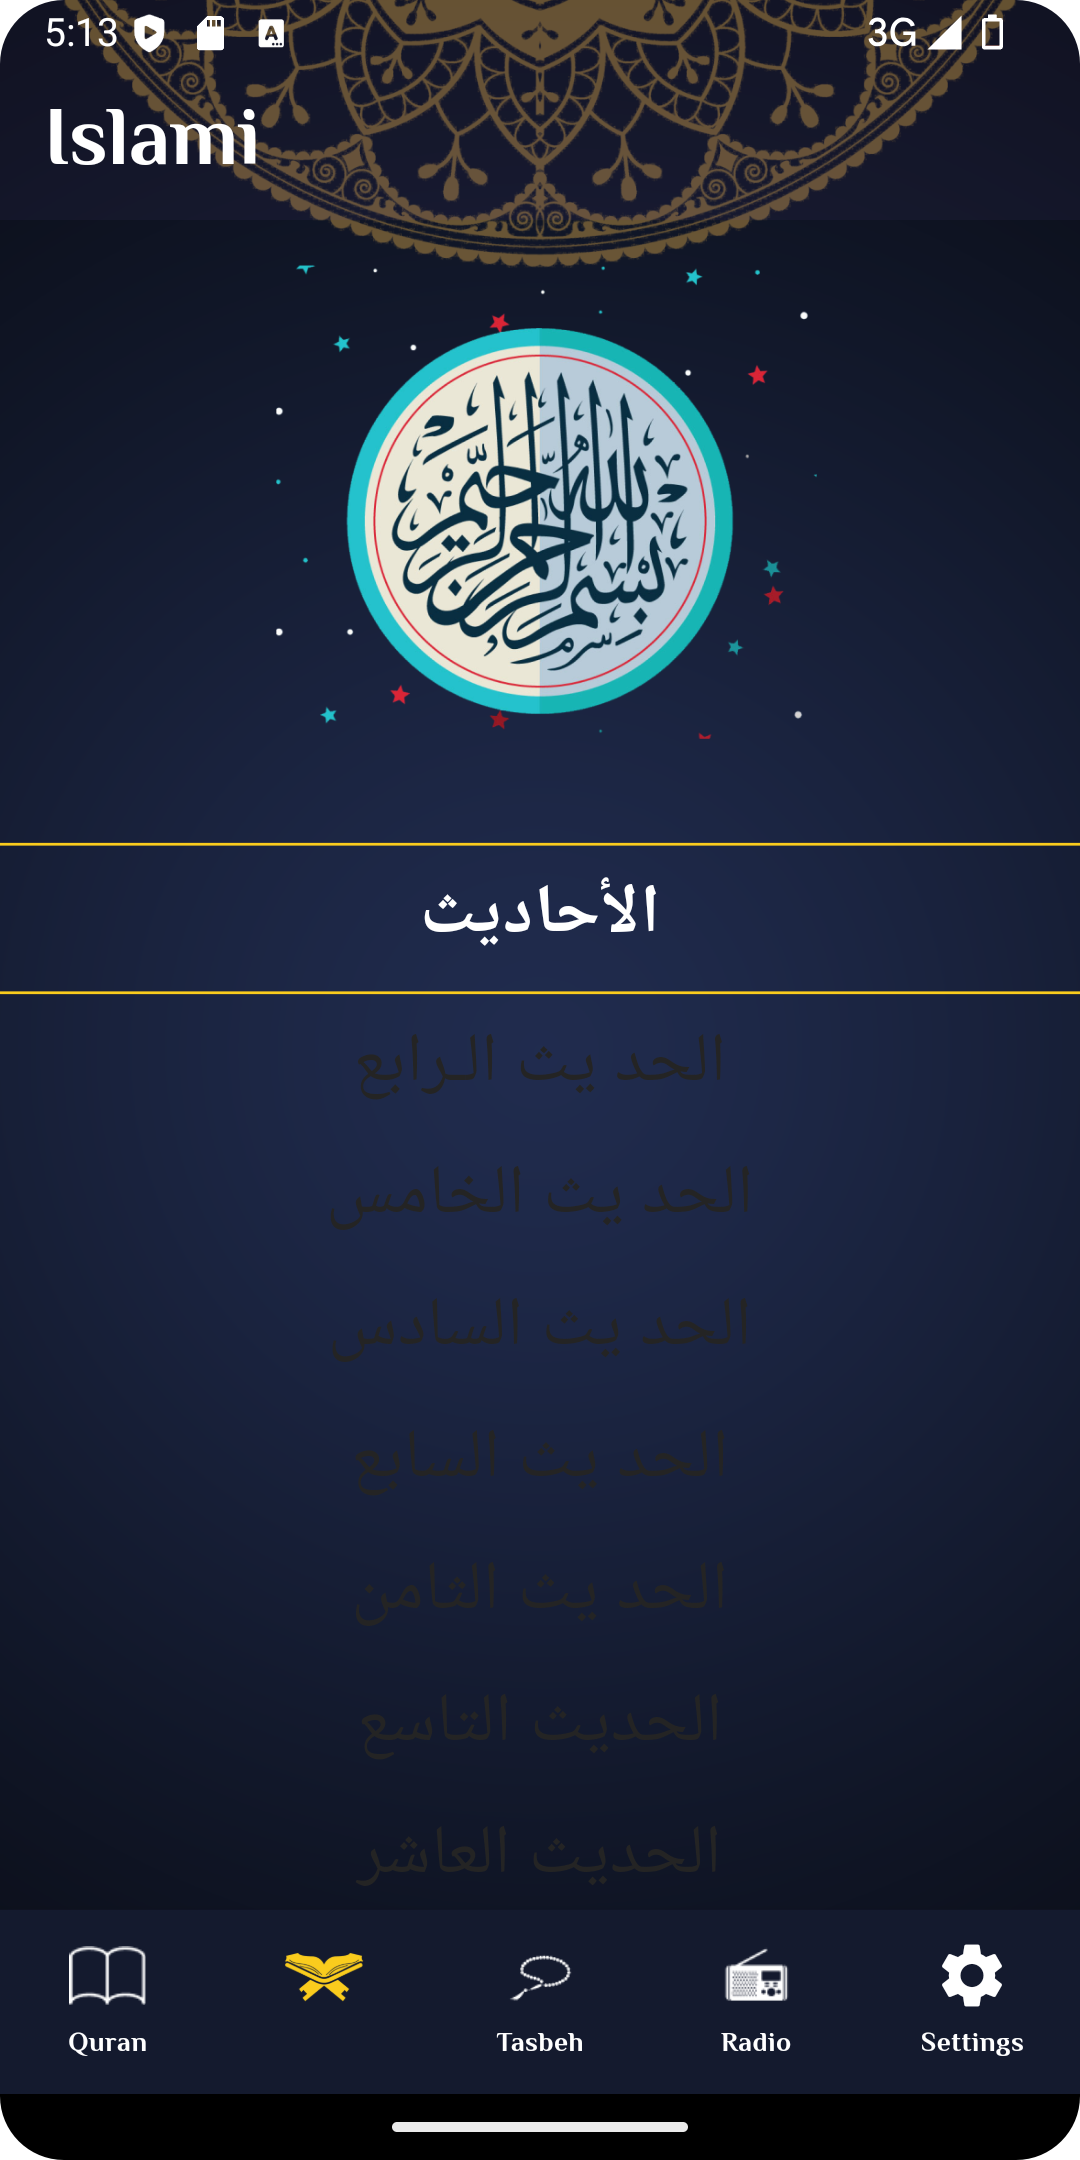 5:13 3G
Islami
بسم الله الرحمن الرحيم
الأحاديث
الحد يث الـرابع
الحد يث الخامس
الحد يث السادس
الحد يث السابع
الحد يث الثامن
الحديث التاسع
الحديث العاشر
Quran Tasbeh Radio Settings